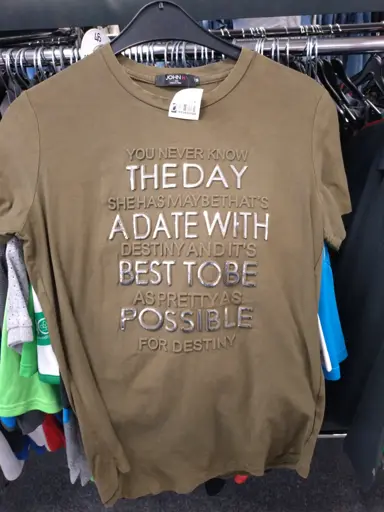 JOHN
YOU NEVER KNOW
THE DAY
SHE HAS MAYBE THAT'S
A DATE WITH
DESTINY AND IT'S
BEST TO BE
AS PRETTY AS
POSSIBLE
FOR DESTINY